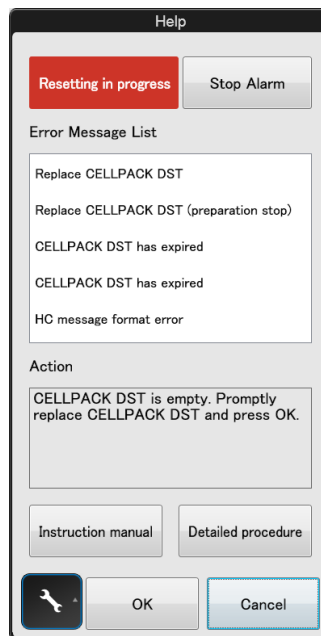 Help
Resetting in progress
Stop Alarm
Error Message List
Replace CELLPACK DST
Replace CELLPACK DST (preparation stop)
CELLPACK DST has expired
CELLPACK DST has expired
HC message format error
Action
CELLPACK DST is empty. Promptly
replace CELLPACK DST and press OK.
Instruction manual
Detailed procedure
OK
Cancel